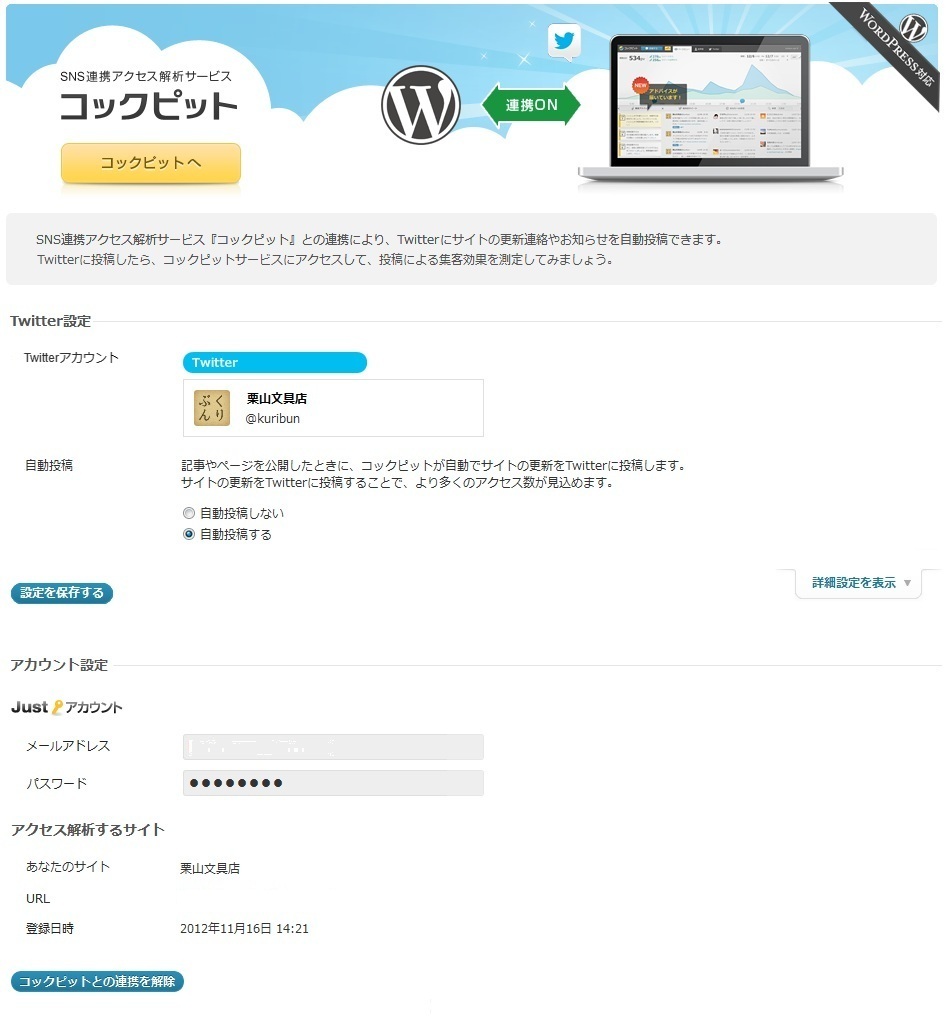 WORDPRESS対応
SNS連携アクセス解析サービス
コックピット
連携ON
534
NEW
アドバイスが
届いています!
コックピットへ
SNS連携アクセス解析サービス『コックピット』との連携により、Twitterにサイトの更新連絡やお知らせを自動投稿できます。
Twitterに投稿したら、コックピットサービスにアクセスして、投稿による集客効果を測定してみましょう。
Twitter設定
Twitterアカウント
Twitter
くり
ぶん
栗山文具店
@kuribun
自動投稿
記事やページを公開したときに、コックピットが自動でサイトの更新をTwitterに投稿します。
サイトの更新をTwitterに投稿することで、より多くのアクセス数が見込めます。
自動投稿しない
自動投稿する
設定を保存する
詳細設定を表示 ▼
アカウント設定
Justアカウント
メールアドレス
パスワード ●●●●●●●●
アクセス解析するサイト
あなたのサイト 栗山文具店
URL
登録日時 2012年11月16日 14:21
コックピットとの連携を解除